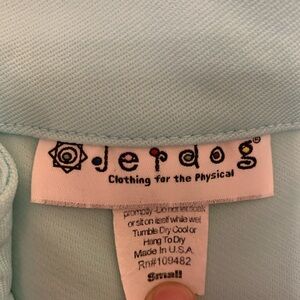 jerdog®
Clothing for the Physical
promptly-Do not let soak
or sit on itself while wet
Tumble Dry Cool or
Hang To Dry
Made In U.S.A.
Rn#109482
Small